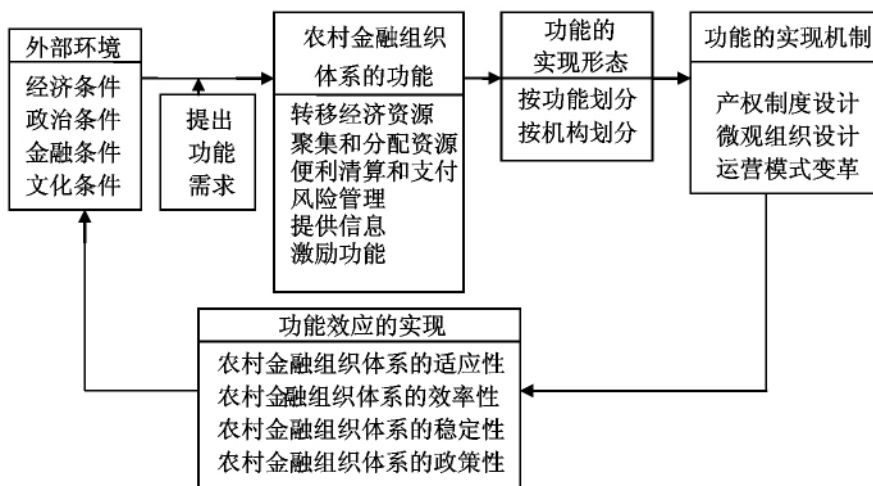 外部环境
经济条件
政治条件
金融条件
文化条件
提出
功能
需求
农村金融组织
体系的功能
转移经济资源
聚集和分配资源
便利清算和支付
风险管理
提供信息
激励功能
功能的
实现形态
按功能划分
按机构划分
功能的实现机制
产权制度设计
微观组织设计
运营模式变革
功能效应的实现
农村金融组织体系的适应性
农村金融组织体系的效率性
农村金融组织体系的稳定性
农村金融组织体系的政策性